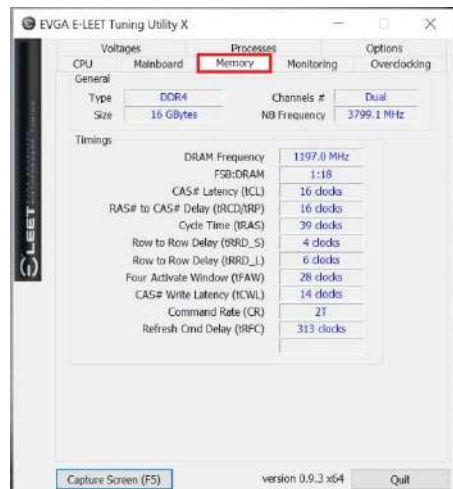 EVGA E-LEET Tuning Utility X
Voltages Processes Options
CPU Mainboard Memory Monitoring Overclocking
General
Type DDR4 Channels # Dual
Size 16 GBytes NB Frequency 3799.1 MHz
Timings
DRAM Frequency 1197.0 MHz
FSB:DRAM 1:18
CAS# Latency (tCL) 16 clocks
RAS# to CAS# Delay (tRCD/tRP) 16 clocks
Cycle Time (tRAS) 39 clocks
Row to Row Delay (tRRD_S) 4 clocks
Row to Row Delay (tRRD_L) 6 clocks
Four Activate Window (tFAW) 28 clocks
CAS# Write Latency (tCWL) 14 clocks
Command Rate (CR) 2T
Refresh Cmd Delay (tRFC) 313 clocks
E-LEET
Capture Screen (F5) version 0.9.3 x64 Quit